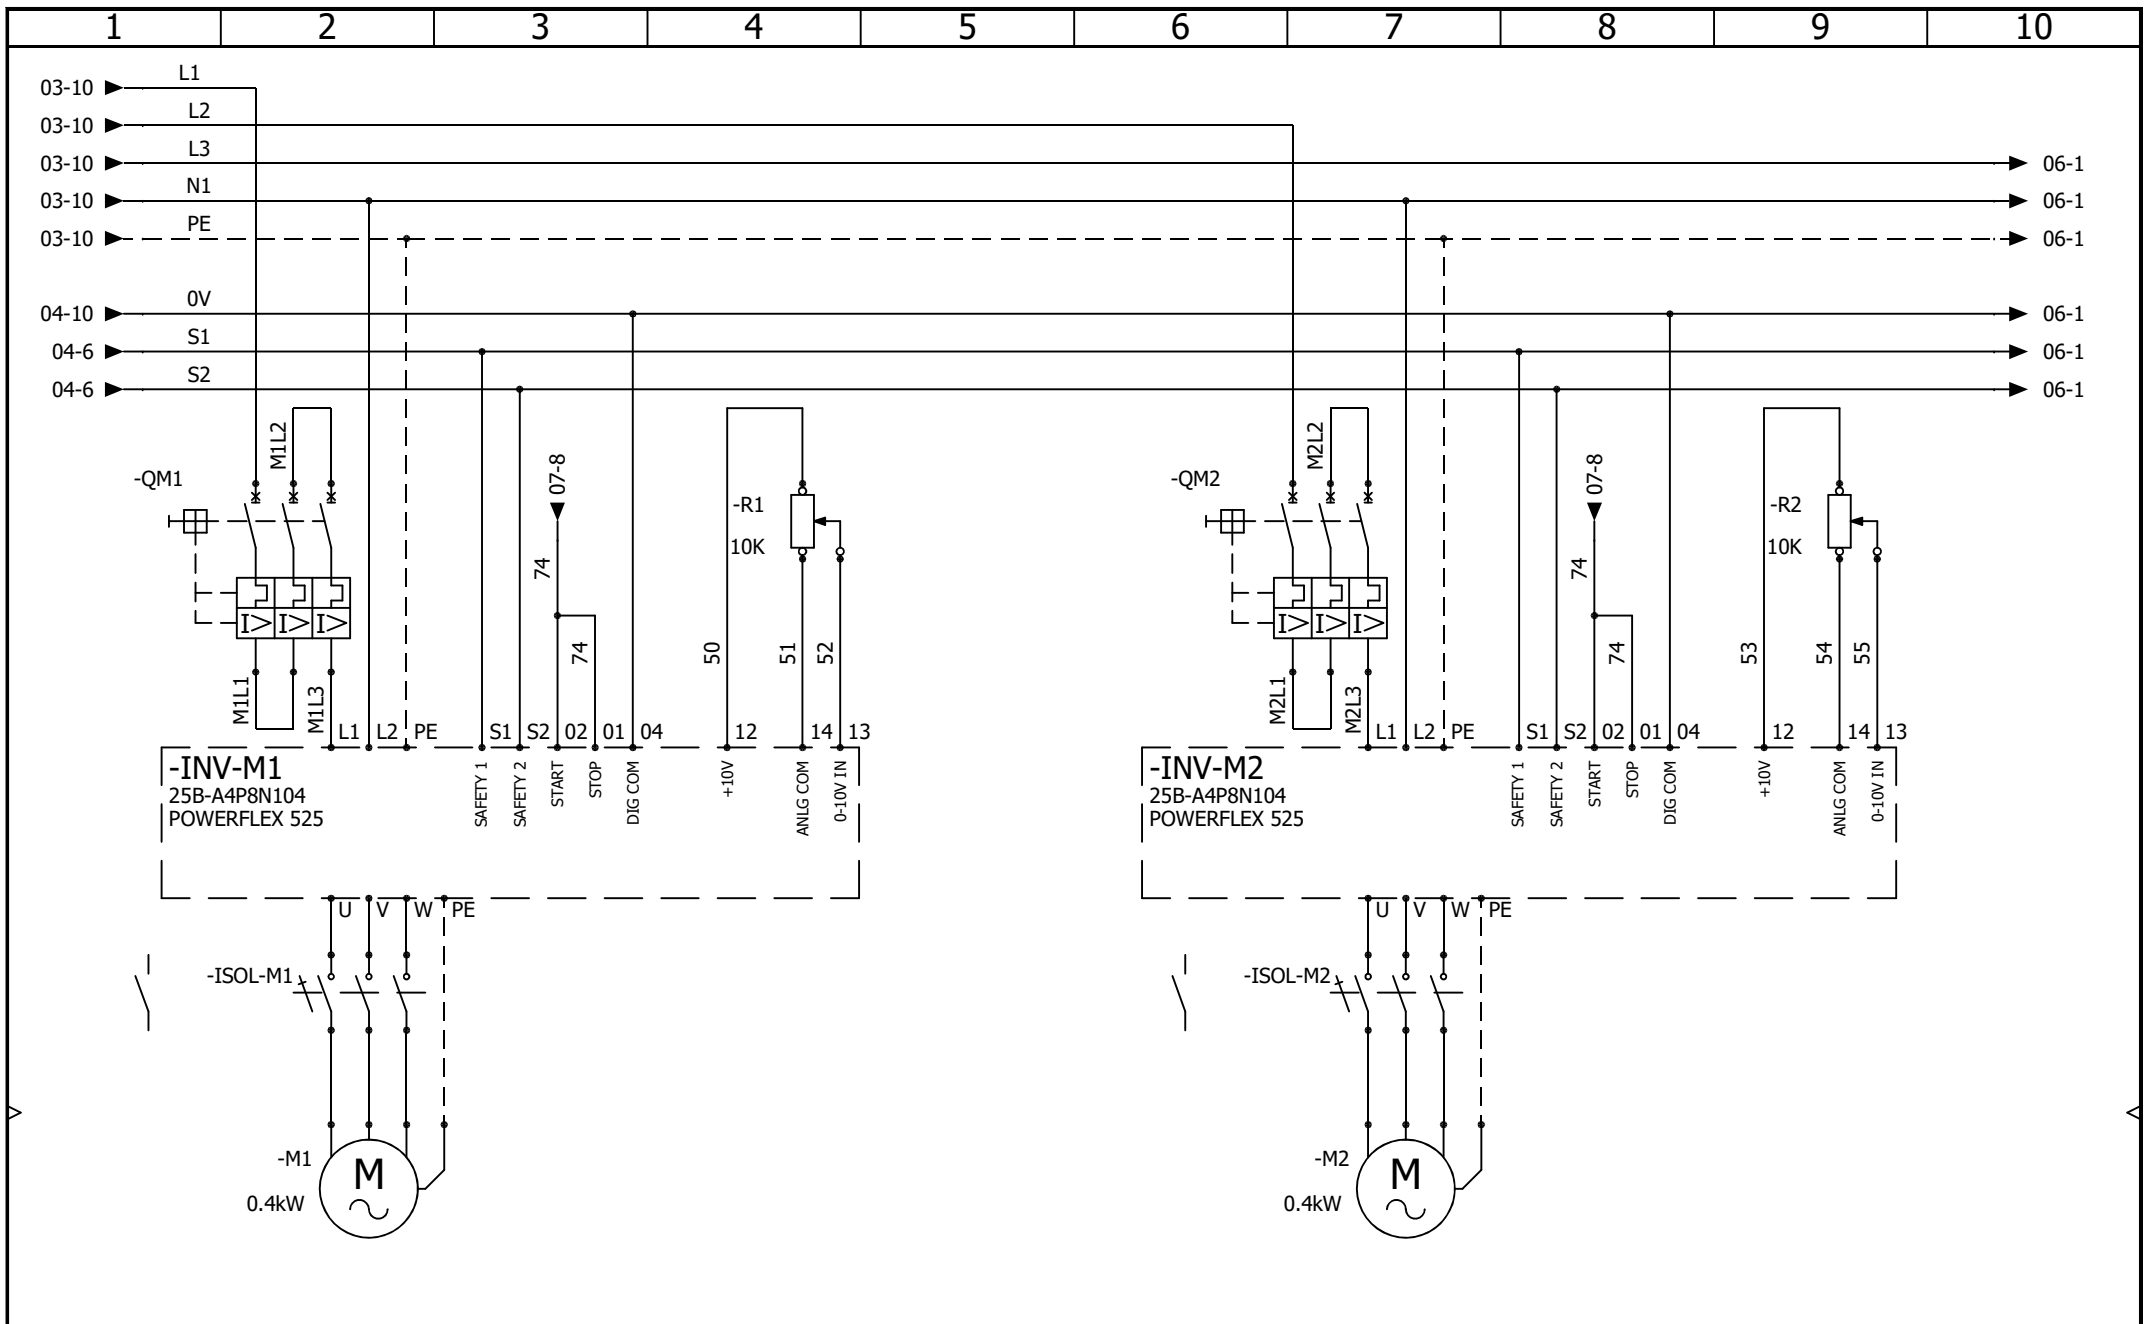 1 2 3 4 5 6 7 8 9 10
03-10 L1
03-10 L2
03-10 L3 06-1
03-10 N1 06-1
03-10 PE 06-1
04-10 0V 06-1
04-6 S1 06-1
04-6 S2 06-1
-QM1
M1L2
07-8
74
74
-R1
10K
M1L1
M1L3
50
51
52
L1 L2 PE S1 S2 02 01 04 12 14 13
-INV-M1
25B-A4P8N104
POWERFLEX 525
SAFETY 1
SAFETY 2
START
STOP
DIG COM
+10V
ANLG COM
0-10V IN
U V W PE
-ISOL-M1
-M1
0.4kW
M
I> I> I>
-QM2
M2L2
07-8
74
74
-R2
10K
I> I> I>
M2L1
M2L3
53
54
55
L1 L2 PE S1 S2 02 01 04 12 14 13
-INV-M2
25B-A4P8N104
POWERFLEX 525
SAFETY 1
SAFETY 2
START
STOP
DIG COM
+10V
ANLG COM
0-10V IN
U V W PE
-ISOL-M2
-M2
0.4kW
M